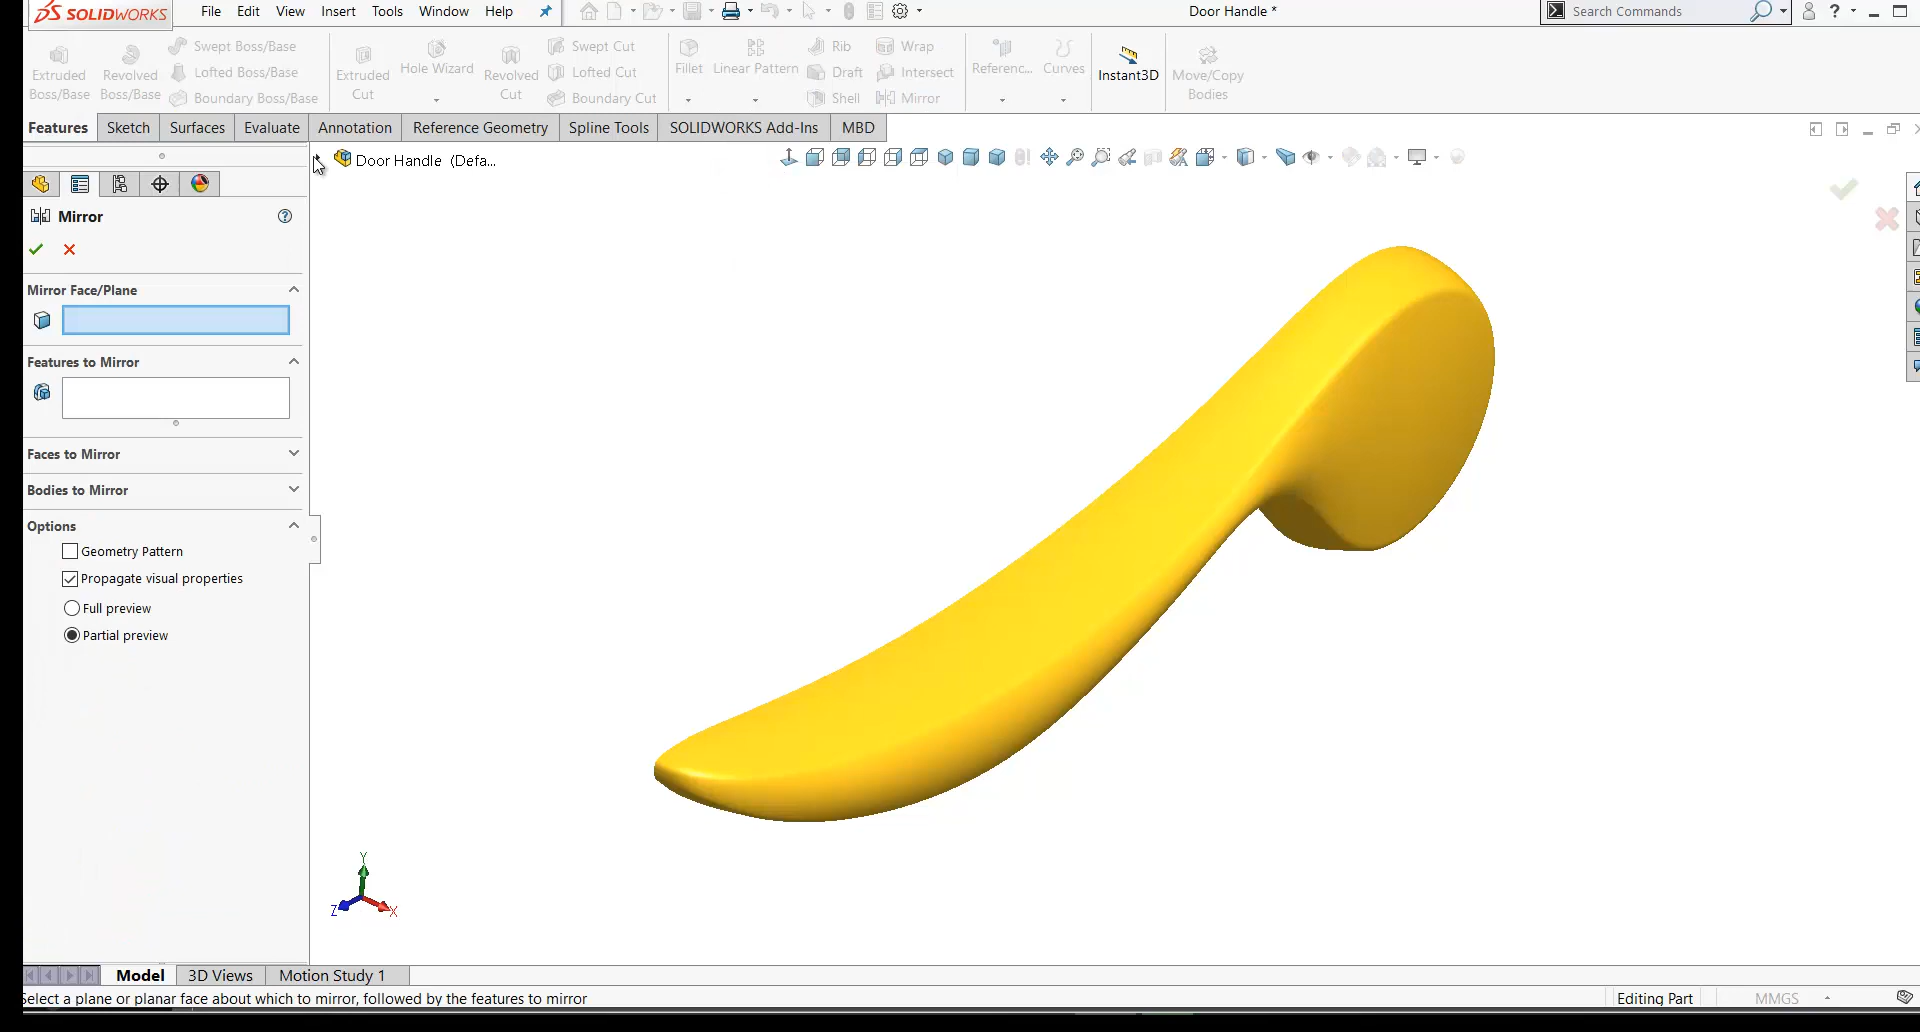 SOLIDWORKS File Edit View Insert Tools Window Help Door Handle * Search Commands ?
Extruded Boss/Base Revolved Boss/Base Swept Boss/Base Lofted Boss/Base Boundary Boss/Base
Extruded Cut Hole Wizard Revolved Cut Swept Cut Lofted Cut Boundary Cut
Fillet Linear Pattern Rib Draft Shell Wrap Intersect Mirror
Referenc... Curves Instant3D Move/Copy Bodies
Features Sketch Surfaces Evaluate Annotation Reference Geometry Spline Tools SOLIDWORKS Add-Ins MBD
Door Handle (Defa...
Mirror ?
Mirror Face/Plane
Features to Mirror
Faces to Mirror
Bodies to Mirror
Options
Geometry Pattern
Propagate visual properties
Full preview
Partial preview
Y
Z X
Model 3D Views Motion Study 1
Select a plane or planar face about which to mirror, followed by the features to mirror Editing Part MMGS